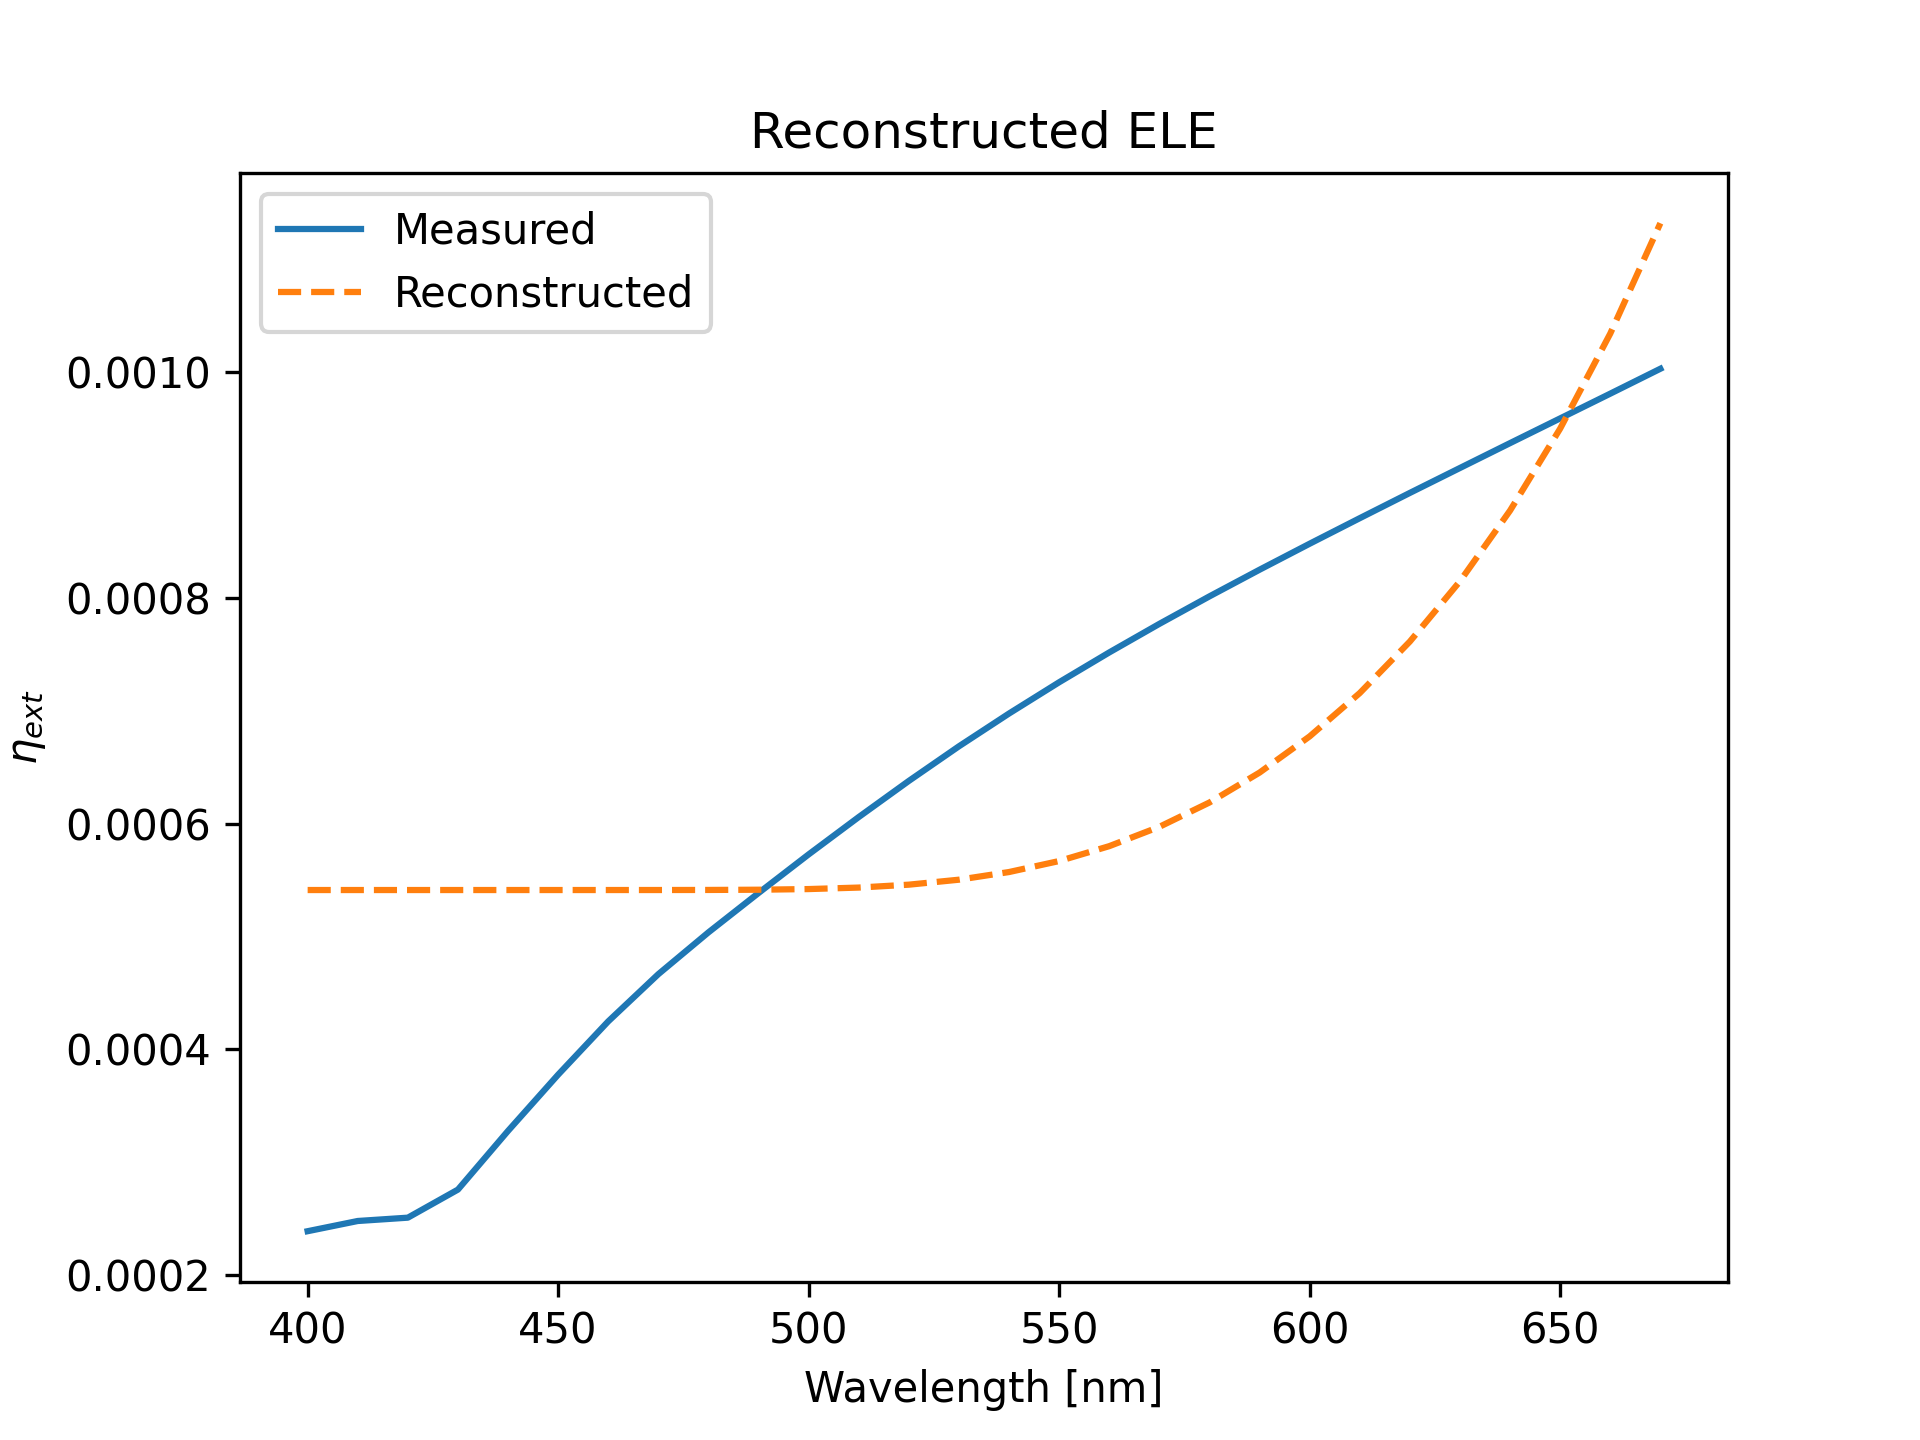 Reconstructed ELE
Measured
Reconstructed
0.0010
0.0008
0.0006
0.0004
0.0002
η_ext
400 450 500 550 600 650
Wavelength [nm]